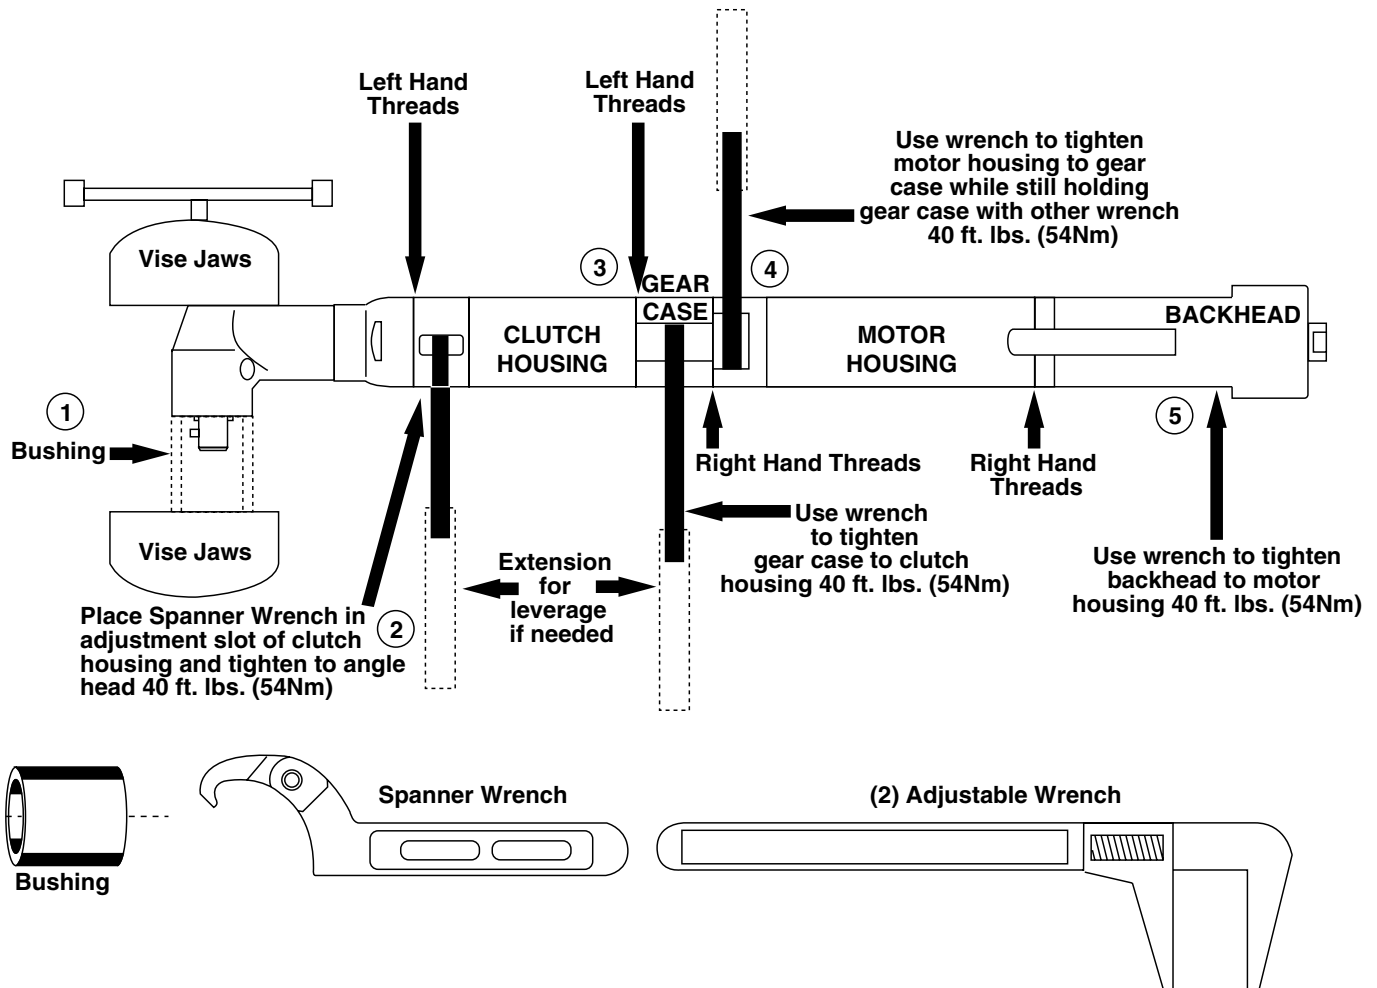 Left Hand
Threads
Left Hand
Threads
Use wrench to tighten
motor housing to gear
case while still holding
gear case with other wrench
40 ft. lbs. (54Nm)
Vise Jaws
3
4
GEAR
CASE
CLUTCH
HOUSING
MOTOR
HOUSING
BACKHEAD
1
Bushing
5
Right Hand Threads
Right Hand
Threads
Vise Jaws
Use wrench
to tighten
gear case to clutch
housing 40 ft. lbs. (54Nm)
Extension
for
leverage
if needed
Use wrench to tighten
backhead to motor
housing 40 ft. lbs. (54Nm)
Place Spanner Wrench in
adjustment slot of clutch
housing and tighten to angle
head 40 ft. lbs. (54Nm)
2
Spanner Wrench
(2) Adjustable Wrench
Bushing